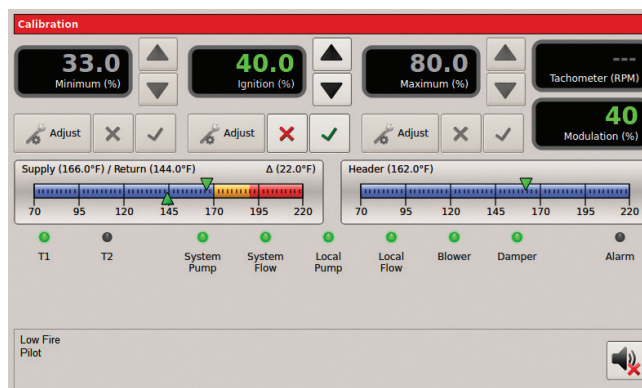 Calibration
33.0
Minimum (%)
40.0
Ignition (%)
80.0
Maximum (%)
---
Tachometer (RPM)
40
Modulation (%)
Adjust
Adjust
Adjust
Supply (166.0°F) / Return (144.0°F) Δ (22.0°F)
70 95 120 145 170 195 220
Header (162.0°F)
70 95 120 145 170 195 220
T1
T2
System Pump
System Flow
Local Pump
Local Flow
Blower
Damper
Alarm
Low Fire
Pilot